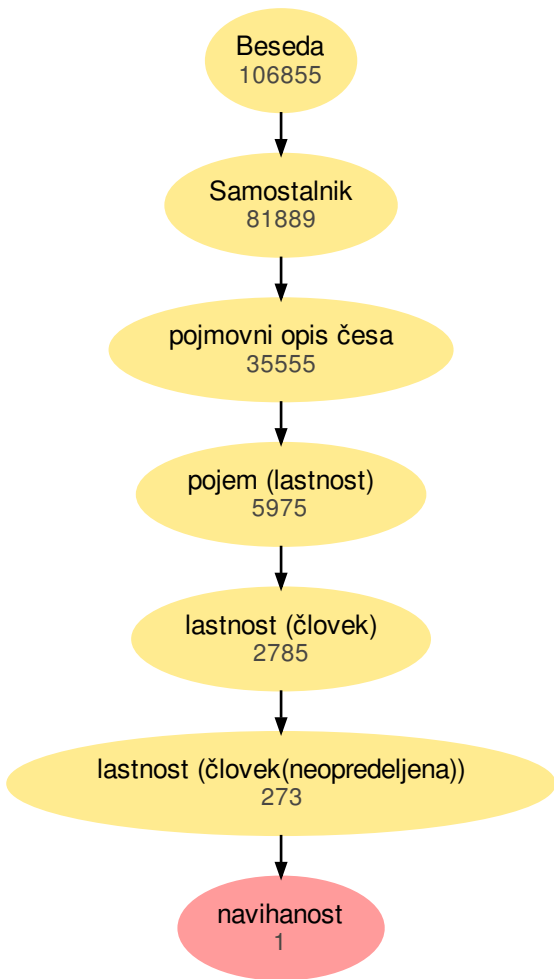 Beseda
106855
Samostalnik
81889
pojmovni opis česa
35555
pojem (lastnost)
5975
lastnost (človek)
2785
lastnost (človek(neopredeljena))
273
navihanost
1